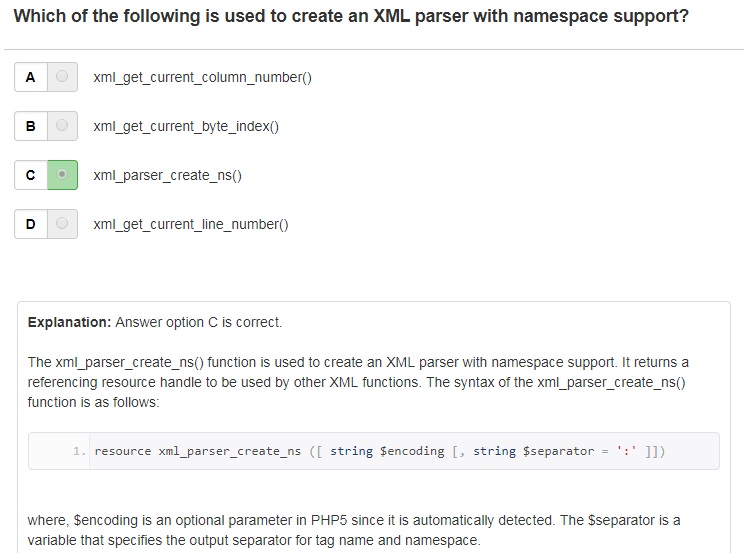 Which of the following is used to create an XML parser with namespace support?
A xml_get_current_column_number()
B xml_get_current_byte_index()
C xml_parser_create_ns()
D xml_get_current_line_number()
Explanation: Answer option C is correct.
The xml_parser_create_ns() function is used to create an XML parser with namespace support. It returns a
referencing resource handle to be used by other XML functions. The syntax of the xml_parser_create_ns()
function is as follows:
1. resource xml_parser_create_ns ([ string $encoding [, string $separator = ':' ]])
where, $encoding is an optional parameter in PHP5 since it is automatically detected. The $separator is a
variable that specifies the output separator for tag name and namespace.